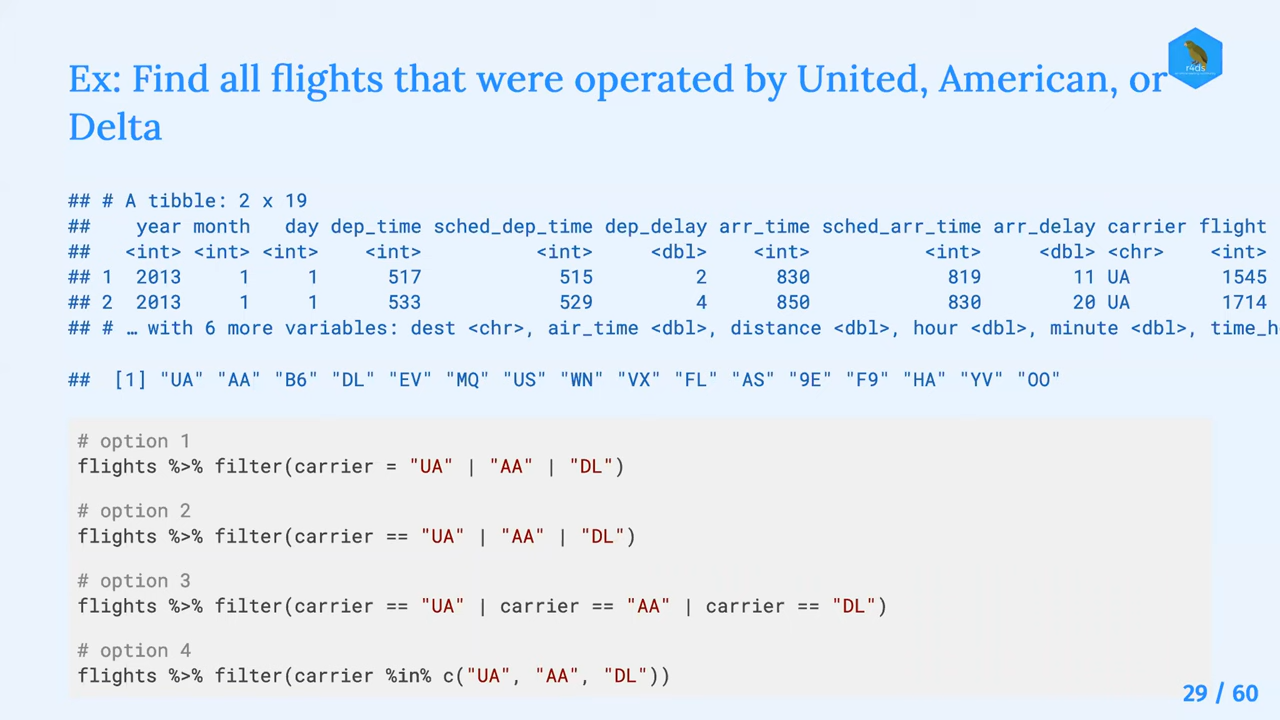 Ex: Find all flights that were operated by United, American, or
Delta
r4ds
## # A tibble: 2 x 19
##    year month   day dep_time sched_dep_time dep_delay arr_time sched_arr_time arr_delay carrier flight
##   <int> <int> <int>    <int>          <int>     <dbl>    <int>          <int>     <dbl> <chr>    <int>
## 1  2013     1     1      517            515         2      830            819        11 UA        1545
## 2  2013     1     1      533            529         4      850            830        20 UA        1714
## # … with 6 more variables: dest <chr>, air_time <dbl>, distance <dbl>, hour <dbl>, minute <dbl>, time_h
##  [1] "UA" "AA" "B6" "DL" "EV" "MQ" "US" "WN" "VX" "FL" "AS" "9E" "F9" "HA" "YV" "OO"
# option 1
flights %>% filter(carrier = "UA" | "AA" | "DL")
# option 2
flights %>% filter(carrier == "UA" | "AA" | "DL")
# option 3
flights %>% filter(carrier == "UA" | carrier == "AA" | carrier == "DL")
# option 4
flights %>% filter(carrier %in% c("UA", "AA", "DL"))
29 / 60